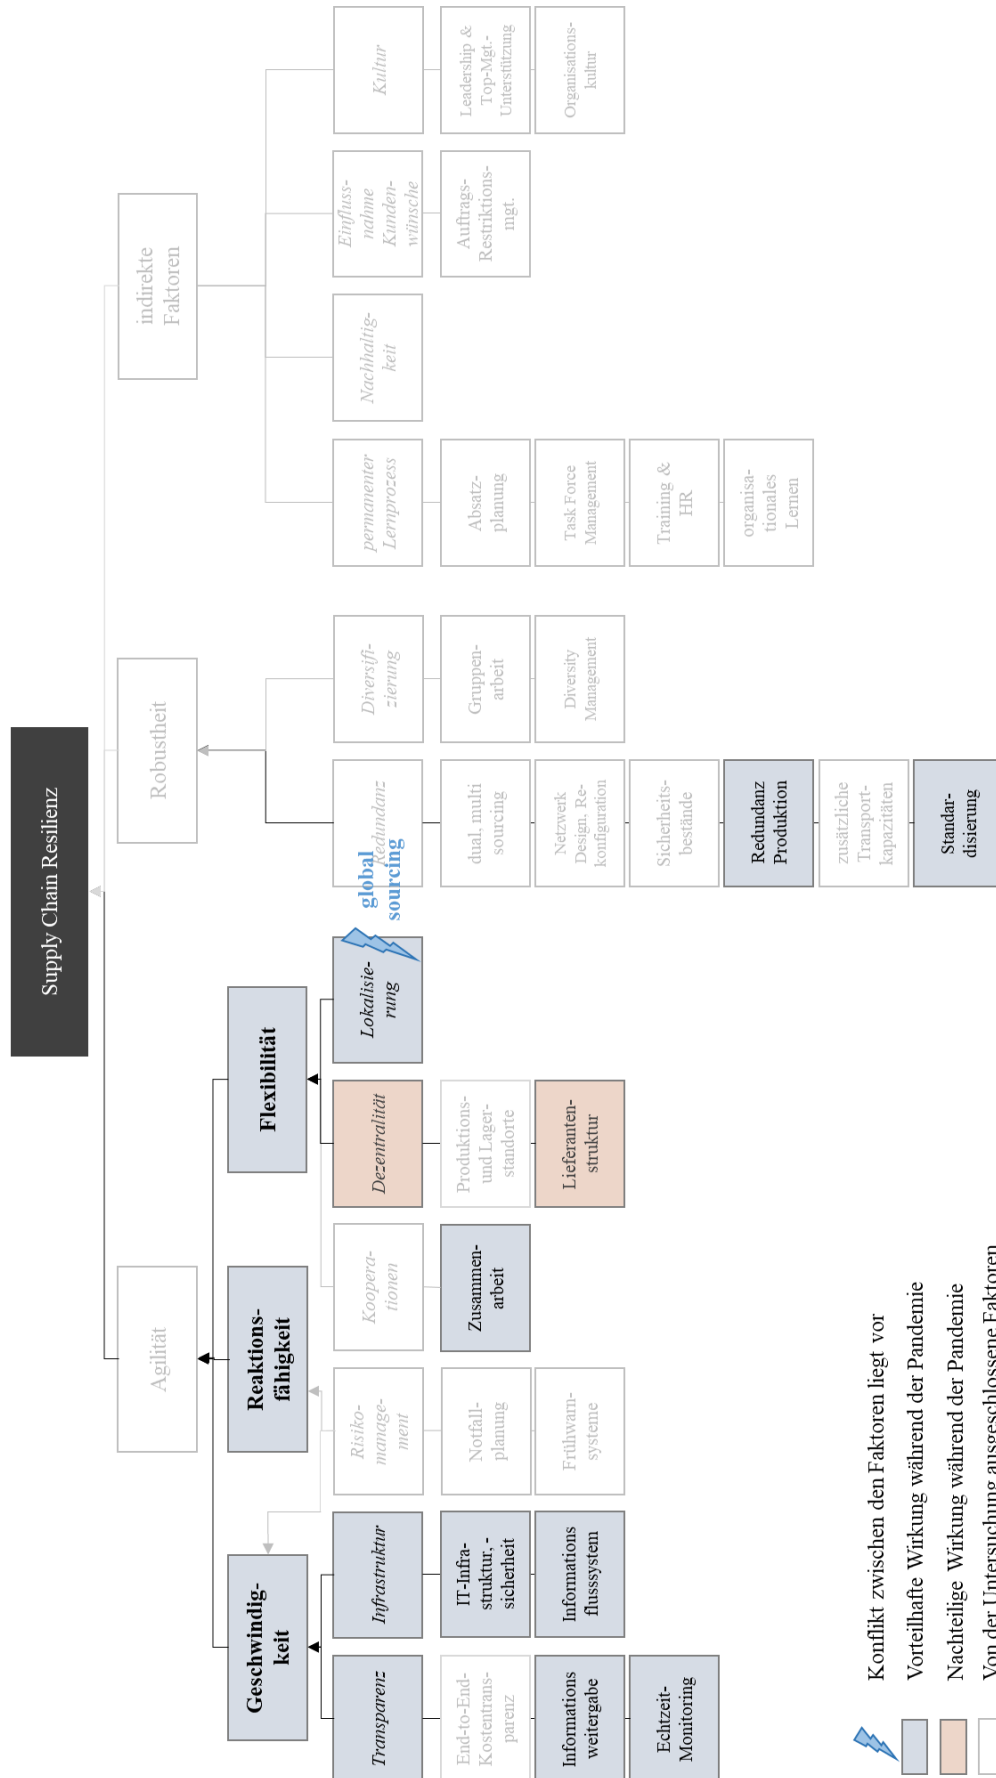 Supply Chain Resilienz
Agilität
Robustheit
indirekte
Faktoren
Geschwindig-
keit
Reaktions-
fähigkeit
Flexibilität
Transparenz
Infrastruktur
Risiko-
manage-
ment
Koopera-
tionen
Dezentralität
Lokalisie-
rung
global
sourcing
Redundanz
Diversifi-
zierung
permanenter
Lernprozess
Nachhaltig-
keit
Einfluss-
nahme
Kunden-
wünsche
Kultur
End-to-End-
Kostentrans-
parenz
IT-Infra-
struktur, -
sicherheit
Notfall-
planung
Zusammen-
arbeit
Produktions-
und Lager-
standorte
dual, multi
sourcing
Gruppen-
arbeit
Absatz-
planung
Auftrags-
Restriktions-
mgt.
Leadership &
Top-Mgt.-
Unterstützung
Informations
weitergabe
Informations
flusssystem
Frühwarn-
systeme
Lieferanten-
struktur
Netzwerk
Design, Re-
konfiguration
Diversity
Management
Task Force
Management
Organisations-
kultur
Echtzeit-
Monitoring
Sicherheits-
bestände
Training &
HR
Redundanz
Produktion
organisa-
tionales
Lernen
zusätzliche
Transport-
kapazitäten
Standar-
disierung
Konflikt zwischen den Faktoren liegt vor
Vorteilhafte Wirkung während der Pandemie
Nachteilige Wirkung während der Pandemie
Von der Untersuchung ausgeschlossene Faktoren